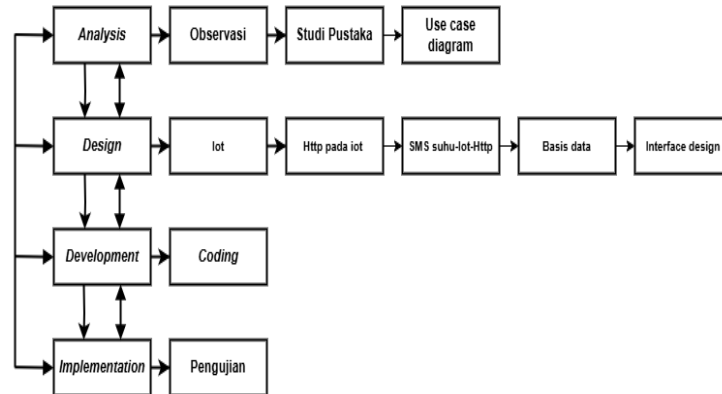 Analysis
Observasi
Studi Pustaka
Use case
diagram
Design
Iot
Http pada iot
SMS suhu-Iot-Http
Basis data
Interface design
Development
Coding
Implementation
Pengujian